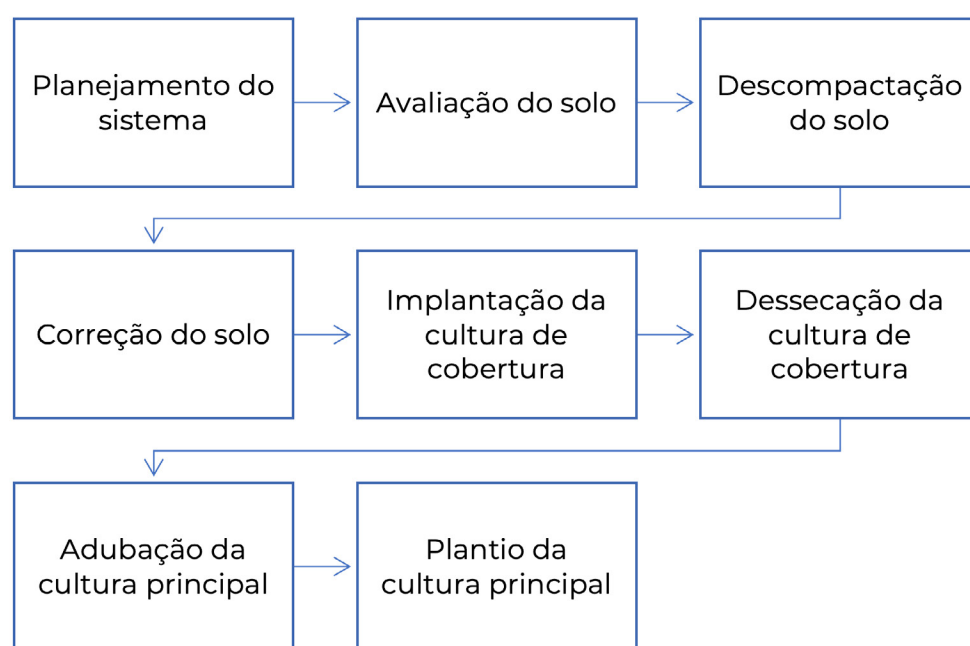 Planejamento do
sistema
Avaliação do solo
Descompactação
do solo
Correção do solo
Implantação da
cultura de
cobertura
Dessecação da
cultura de
cobertura
Adubação da
cultura principal
Plantio da
cultura principal